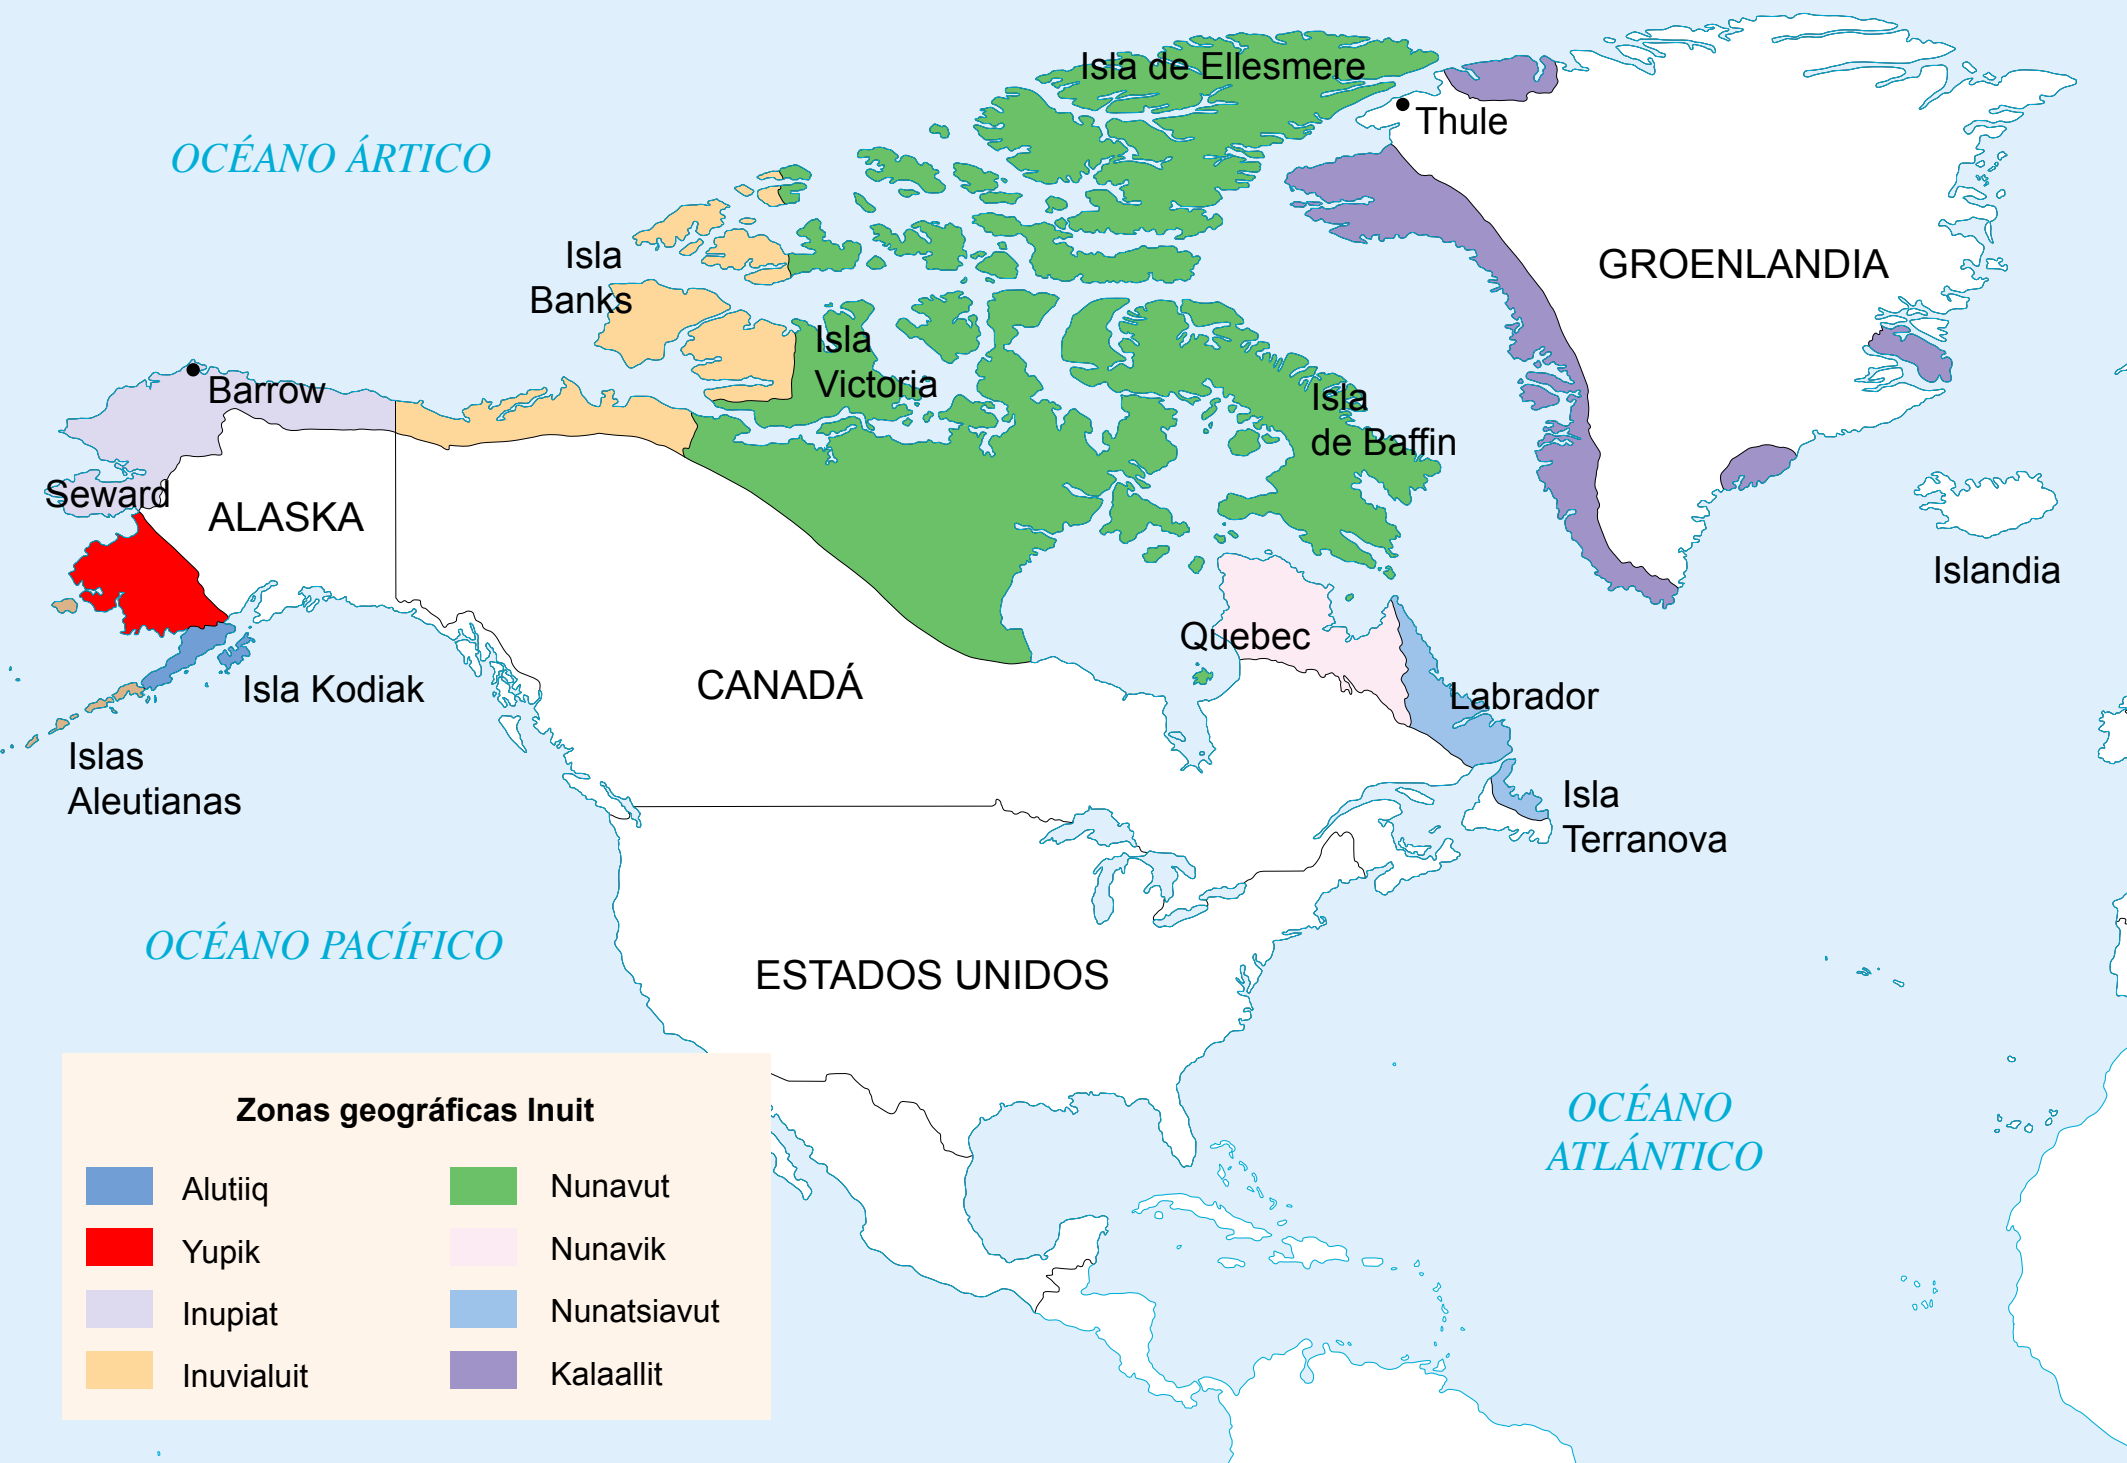 Isla de Ellesmere
Thule
OCÉANO ÁRTICO
Isla
Banks
GROENLANDIA
Isla
Victoria
Barrow
Isla
de Baffin
Seward
ALASKA
Islandia
Quebec
CANADÁ
Isla Kodiak
Labrador
Islas
Aleutianas
Isla
Terranova
OCÉANO PACÍFICO
ESTADOS UNIDOS
OCÉANO
ATLÁNTICO
Zonas geográficas Inuit
Alutiiq
Yupik
Inupiat
Inuvialuit
Nunavut
Nunavik
Nunatsiavut
Kalaallit